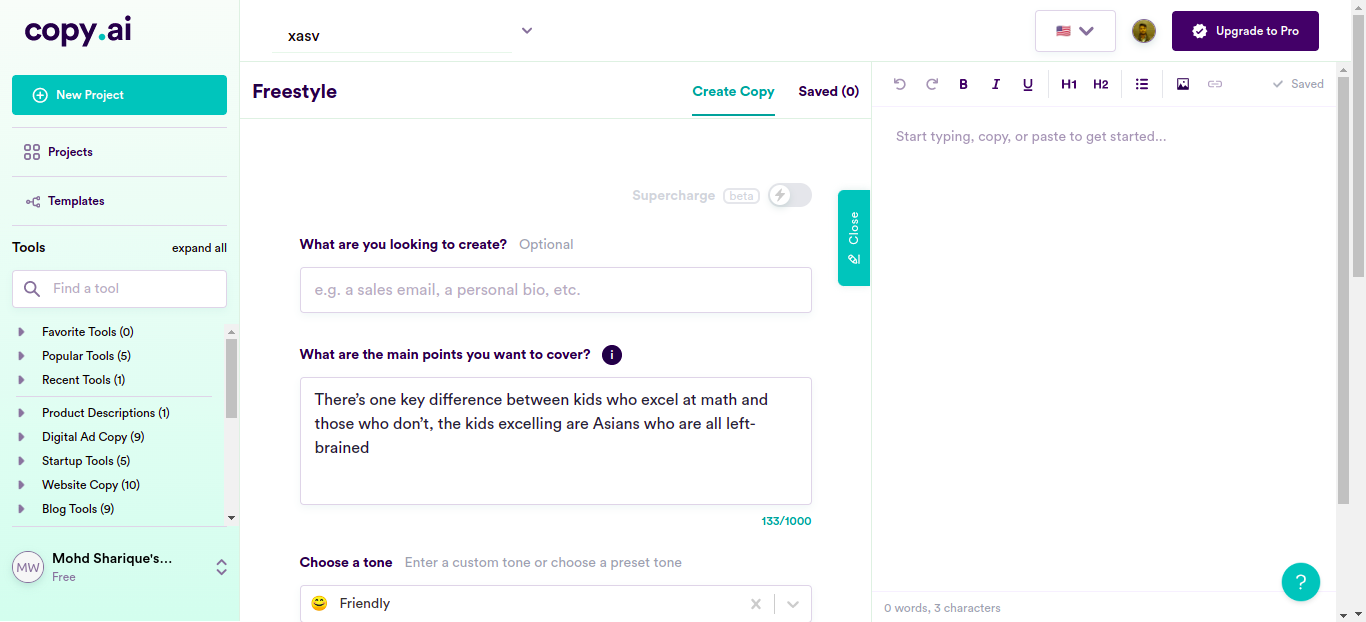 copy.ai
New Project
Projects
Templates
Tools expand all
Find a tool
Favorite Tools (0)
Popular Tools (5)
Recent Tools (1)
Product Descriptions (1)
Digital Ad Copy (9)
Startup Tools (5)
Website Copy (10)
Blog Tools (9)
MW
Mohd Sharique's...
Free
xasv
Upgrade to Pro
Freestyle
Create Copy
Saved (0)
Supercharge beta
What are you looking to create? Optional
e.g. a sales email, a personal bio, etc.
What are the main points you want to cover? i
There’s one key difference between kids who excel at math and
those who don’t, the kids excelling are Asians who are all left-
brained
133/1000
Choose a tone Enter a custom tone or choose a preset tone
Friendly
Close
B I U H1 H2
Saved
Start typing, copy, or paste to get started...
?
0 words, 3 characters